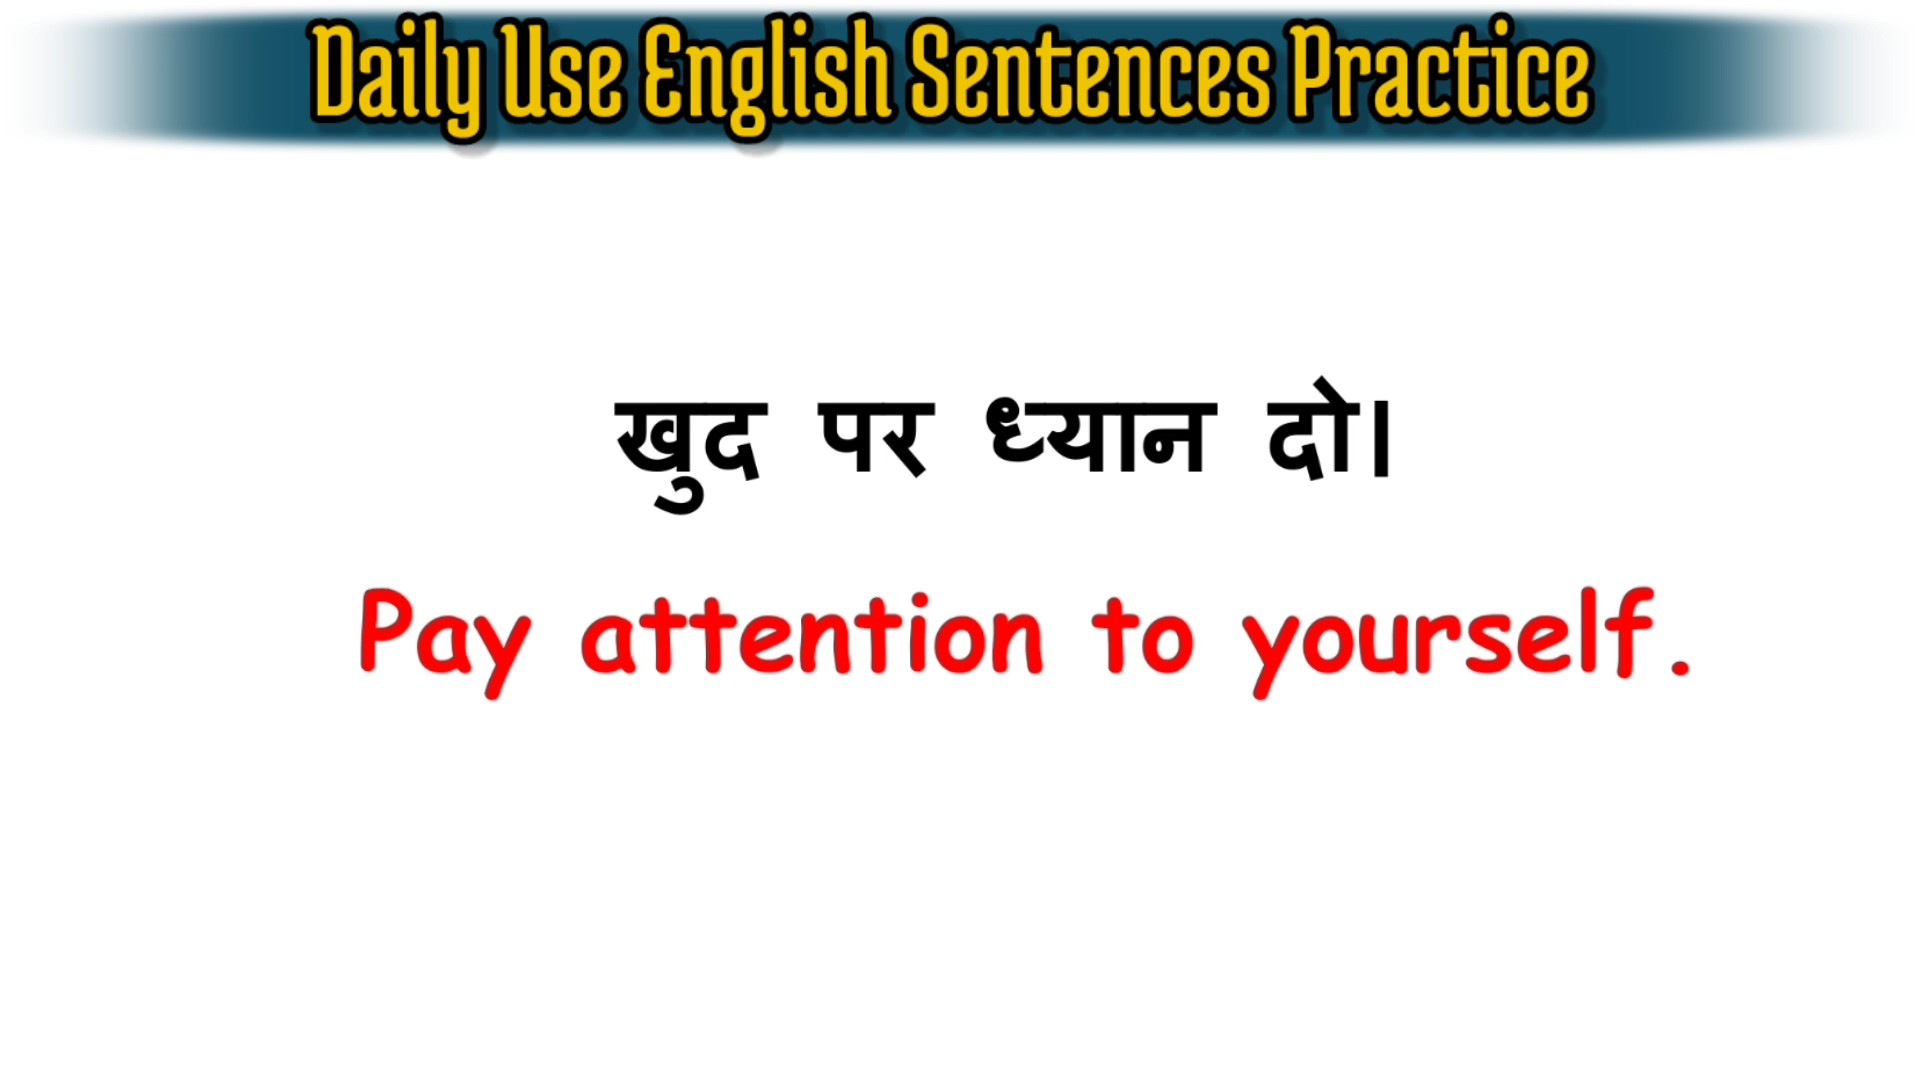 Daily Use English Sentences Practice
खुद पर ध्यान दो।
Pay attention to yourself.